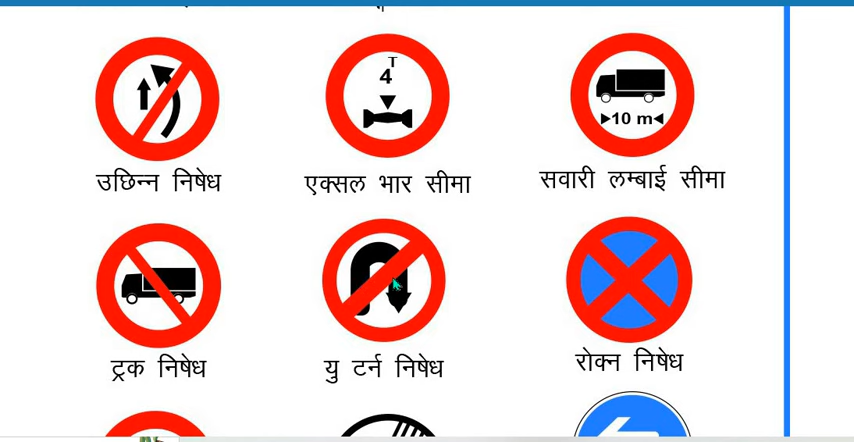 4 T
▶10 m◀
उछिन्न निषेध
एक्सल भार सीमा
सवारी लम्बाई सीमा
ट्रक निषेध
यु टर्न निषेध
रोक्न निषेध